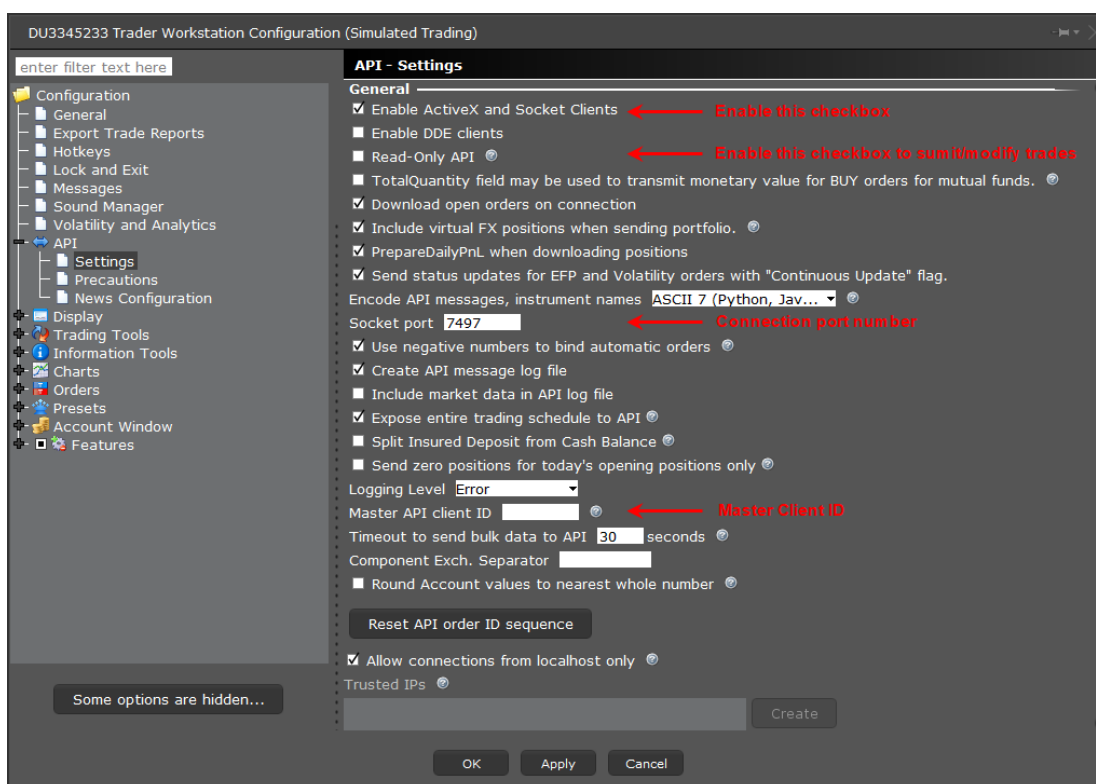 DU3345233 Trader Workstation Configuration (Simulated Trading)
enter filter text here
Configuration
General
Export Trade Reports
Hotkeys
Lock and Exit
Messages
Sound Manager
Volatility and Analytics
API
Settings
Precautions
News Configuration
Display
Trading Tools
Information Tools
Charts
Orders
Presets
Account Window
Features
Some options are hidden...
API - Settings
General
Enable ActiveX and Socket Clients Enable this checkbox
Enable DDE clients
Read-Only API Enable this checkbox to sumit/modify trades
TotalQuantity field may be used to transmit monetary value for BUY orders for mutual funds.
Download open orders on connection
Include virtual FX positions when sending portfolio.
PrepareDailyPnL when downloading positions
Send status updates for EFP and Volatility orders with "Continuous Update" flag.
Encode API messages, instrument names ASCII 7 (Python, Jav...
Socket port 7497 Connection port number
Use negative numbers to bind automatic orders
Create API message log file
Include market data in API log file
Expose entire trading schedule to API
Split Insured Deposit from Cash Balance
Send zero positions for today's opening positions only
Logging Level Error
Master API client ID Master Client ID
Timeout to send bulk data to API 30 seconds
Component Exch. Separator
Round Account values to nearest whole number
Reset API order ID sequence
Allow connections from localhost only
Trusted IPs
Create
OK Apply Cancel